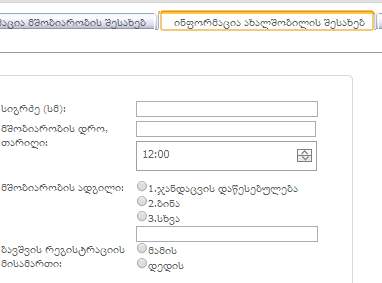 მშობიარობის შესახებ ინფორმაცია ახალშობილის შესახებ
სიგრძე (სმ):
მშობიარობის დრო,
თარიღი:
12:00
მშობიარობის ადგილი: 1.ჯანდაცვის დაწესებულება
2.ბინა
3.სხვა
ბავშვის რეგისტრაციის მამის
მისამართი: დედის